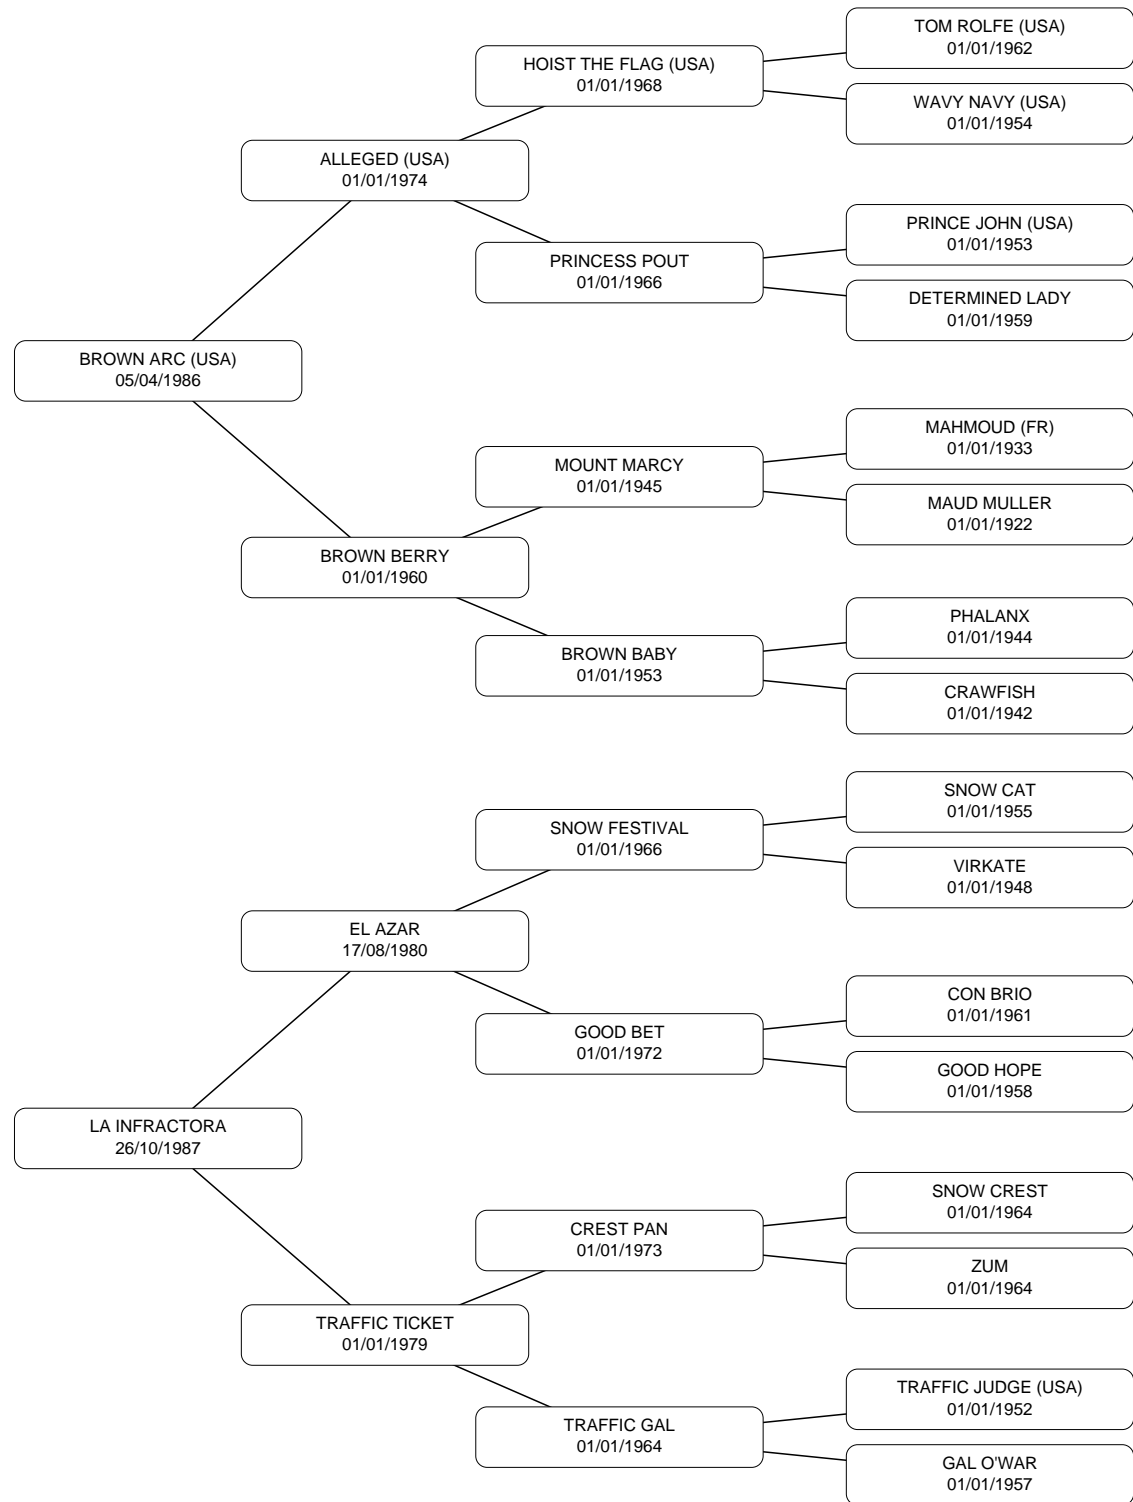 TOM ROLFE (USA)
01/01/1962
HOIST THE FLAG (USA)
01/01/1968
WAVY NAVY (USA)
01/01/1954
ALLEGED (USA)
01/01/1974
PRINCE JOHN (USA)
01/01/1953
PRINCESS POUT
01/01/1966
DETERMINED LADY
01/01/1959
BROWN ARC (USA)
05/04/1986
MAHMOUD (FR)
01/01/1933
MOUNT MARCY
01/01/1945
MAUD MULLER
01/01/1922
BROWN BERRY
01/01/1960
PHALANX
01/01/1944
BROWN BABY
01/01/1953
CRAWFISH
01/01/1942
SNOW CAT
01/01/1955
SNOW FESTIVAL
01/01/1966
VIRKATE
01/01/1948
EL AZAR
17/08/1980
CON BRIO
01/01/1961
GOOD BET
01/01/1972
GOOD HOPE
01/01/1958
LA INFRACTORA
26/10/1987
SNOW CREST
01/01/1964
CREST PAN
01/01/1973
ZUM
01/01/1964
TRAFFIC TICKET
01/01/1979
TRAFFIC JUDGE (USA)
01/01/1952
TRAFFIC GAL
01/01/1964
GAL O'WAR
01/01/1957